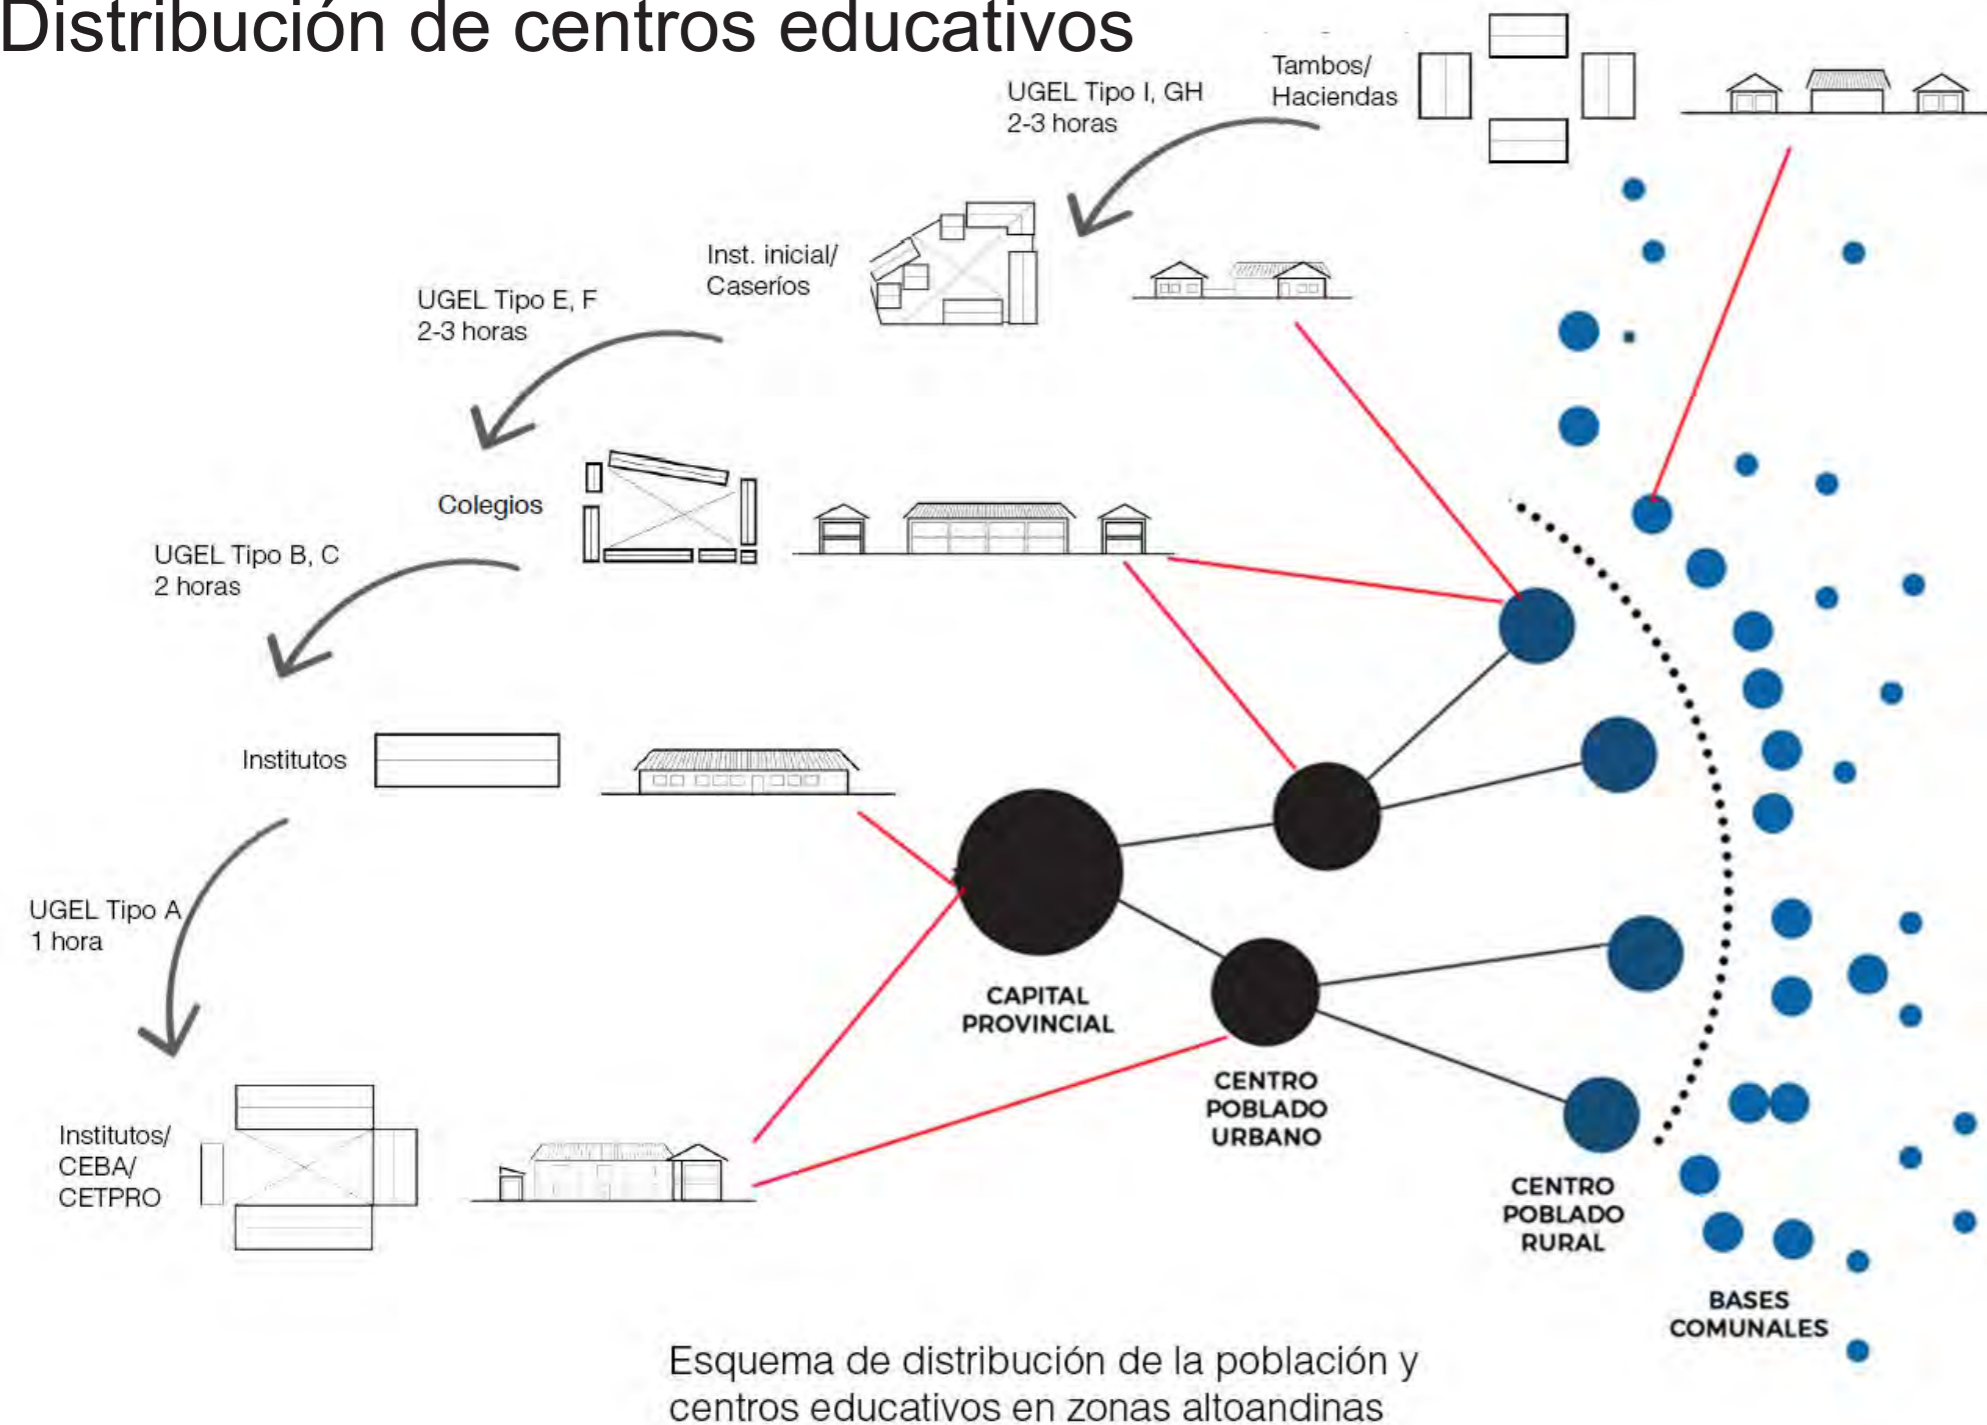 Distribución de centros educativos
UGEL Tipo I, GH
2-3 horas
Tambos/
Haciendas
Inst. inicial/
Caseríos
UGEL Tipo E, F
2-3 horas
Colegios
UGEL Tipo B, C
2 horas
Institutos
UGEL Tipo A
1 hora
Institutos/
CEBA/
CETPRO
CAPITAL
PROVINCIAL
CENTRO
POBLADO
URBANO
CENTRO
POBLADO
RURAL
BASES
COMUNALES
Esquema de distribución de la población y
centros educativos en zonas altoandinas